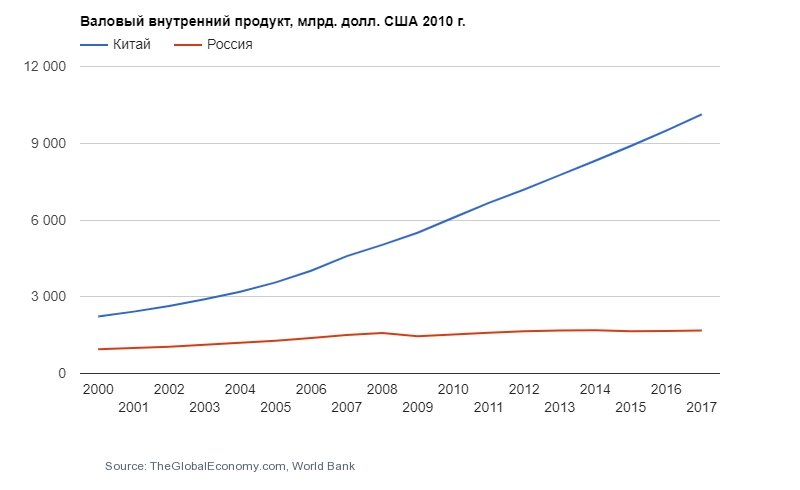 Валовый внутренний продукт, млрд. долл. США 2010 г.
Китай Россия
12 000
9 000
6 000
3 000
0
2000 2002 2004 2006 2008 2010 2012 2014 2016
2001 2003 2005 2007 2009 2011 2013 2015 2017
Source: TheGlobalEconomy.com, World Bank